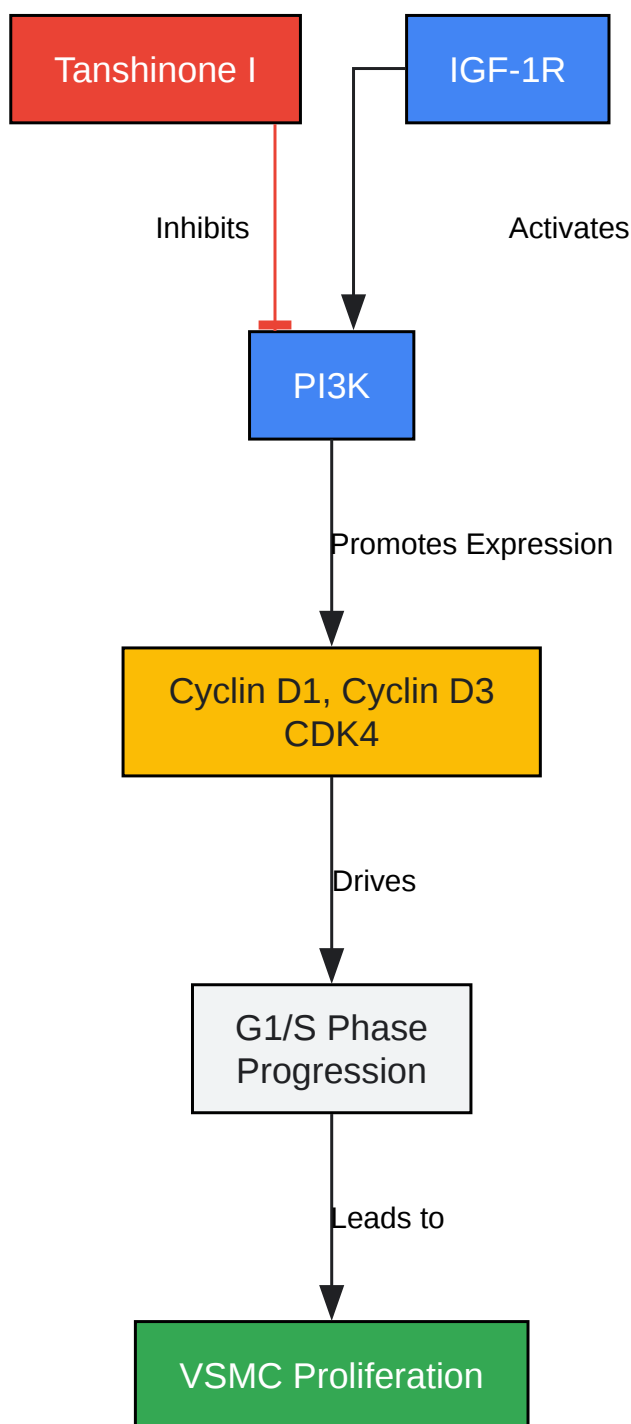 Tanshinone I
IGF-1R
Inhibits
Activates
PI3K
Promotes Expression
Cyclin D1, Cyclin D3
CDK4
Drives
G1/S Phase
Progression
Leads to
VSMC Proliferation